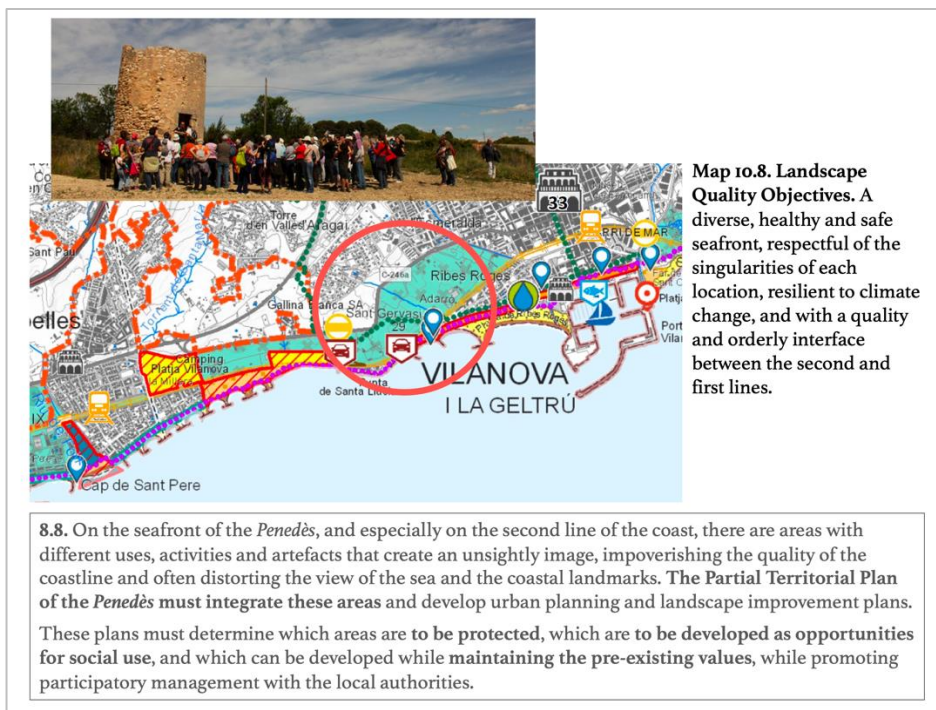 Map 10.8. Landscape
Quality Objectives. A
diverse, healthy and safe
seafront, respectful of the
singularities of each
location, resilient to climate
change, and with a quality
and orderly interface
between the second and
first lines.
Sant Pau
Torre
d'en Vallès
Aragai
33
C-246a
RRI DE MAR
Ribes Roges
Adarró
Gallina Blanca SA
Sant Gervasi
29
elles
Camping
Platja Vilanova
Punta
VILANOVA
I LA GELTRÚ
IX
Cap de Sant Pere
8.8. On the seafront of the Penedès, and especially on the second line of the coast, there are areas with
different uses, activities and artefacts that create an unsightly image, impoverishing the quality of the
coastline and often distorting the view of the sea and the coastal landmarks. The Partial Territorial Plan
of the Penedès must integrate these areas and develop urban planning and landscape improvement plans.
These plans must determine which areas are to be protected, which are to be developed as opportunities
for social use, and which can be developed while maintaining the pre-existing values, while promoting
participatory management with the local authorities.